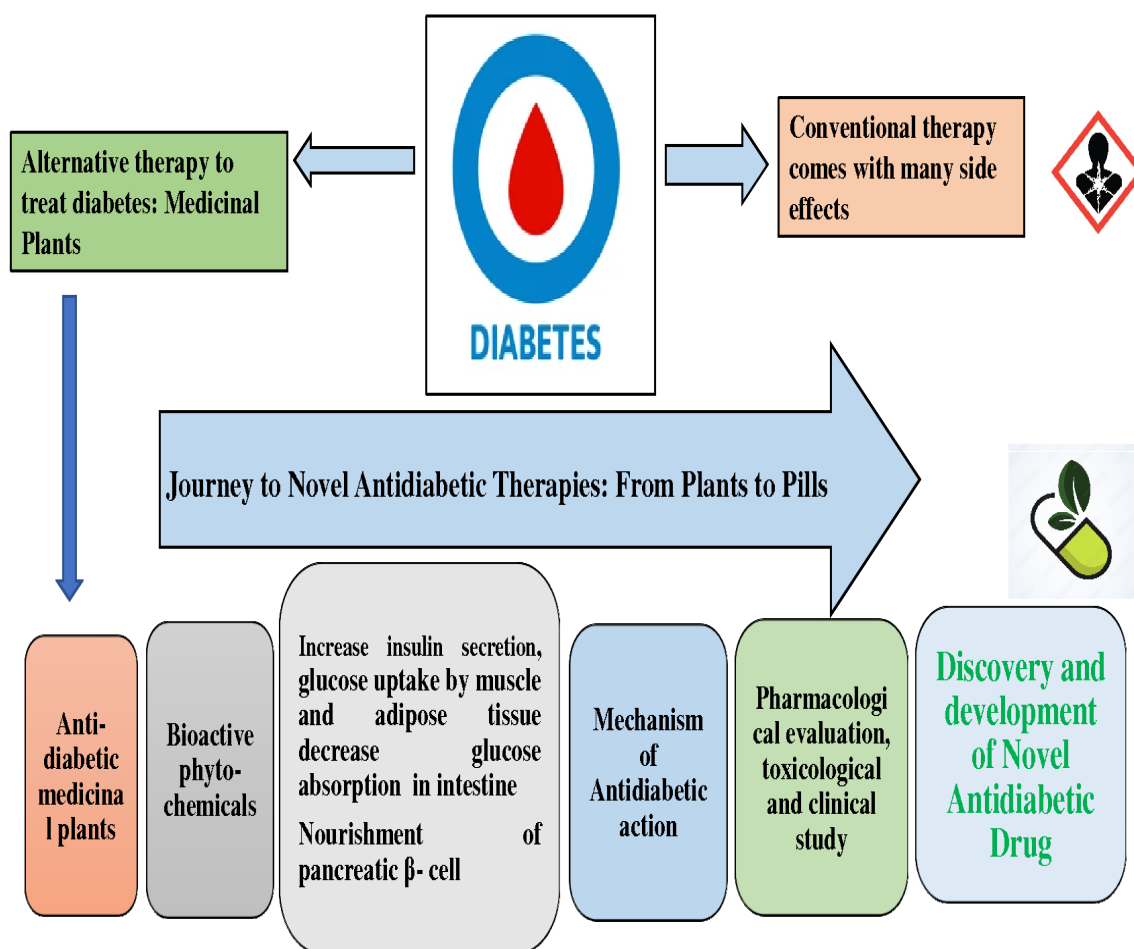 Alternative therapy to
treat diabetes: Medicinal
Plants
DIABETES
Conventional therapy
comes with many side
effects
Journey to Novel Antidiabetic Therapies: From Plants to Pills
Anti-
diabetic
medicina
l plants
Bioactive
phyto-
chemicals
Increase insulin secretion,
glucose uptake by muscle
and adipose tissue
decrease glucose
absorption in intestine
Nourishment of
pancreatic β- cell
Mechanism
of
Antidiabetic
action
Pharmacologi
cal evaluation,
toxicological
and clinical
study
Discovery and
development
of Novel
Antidiabetic
Drug